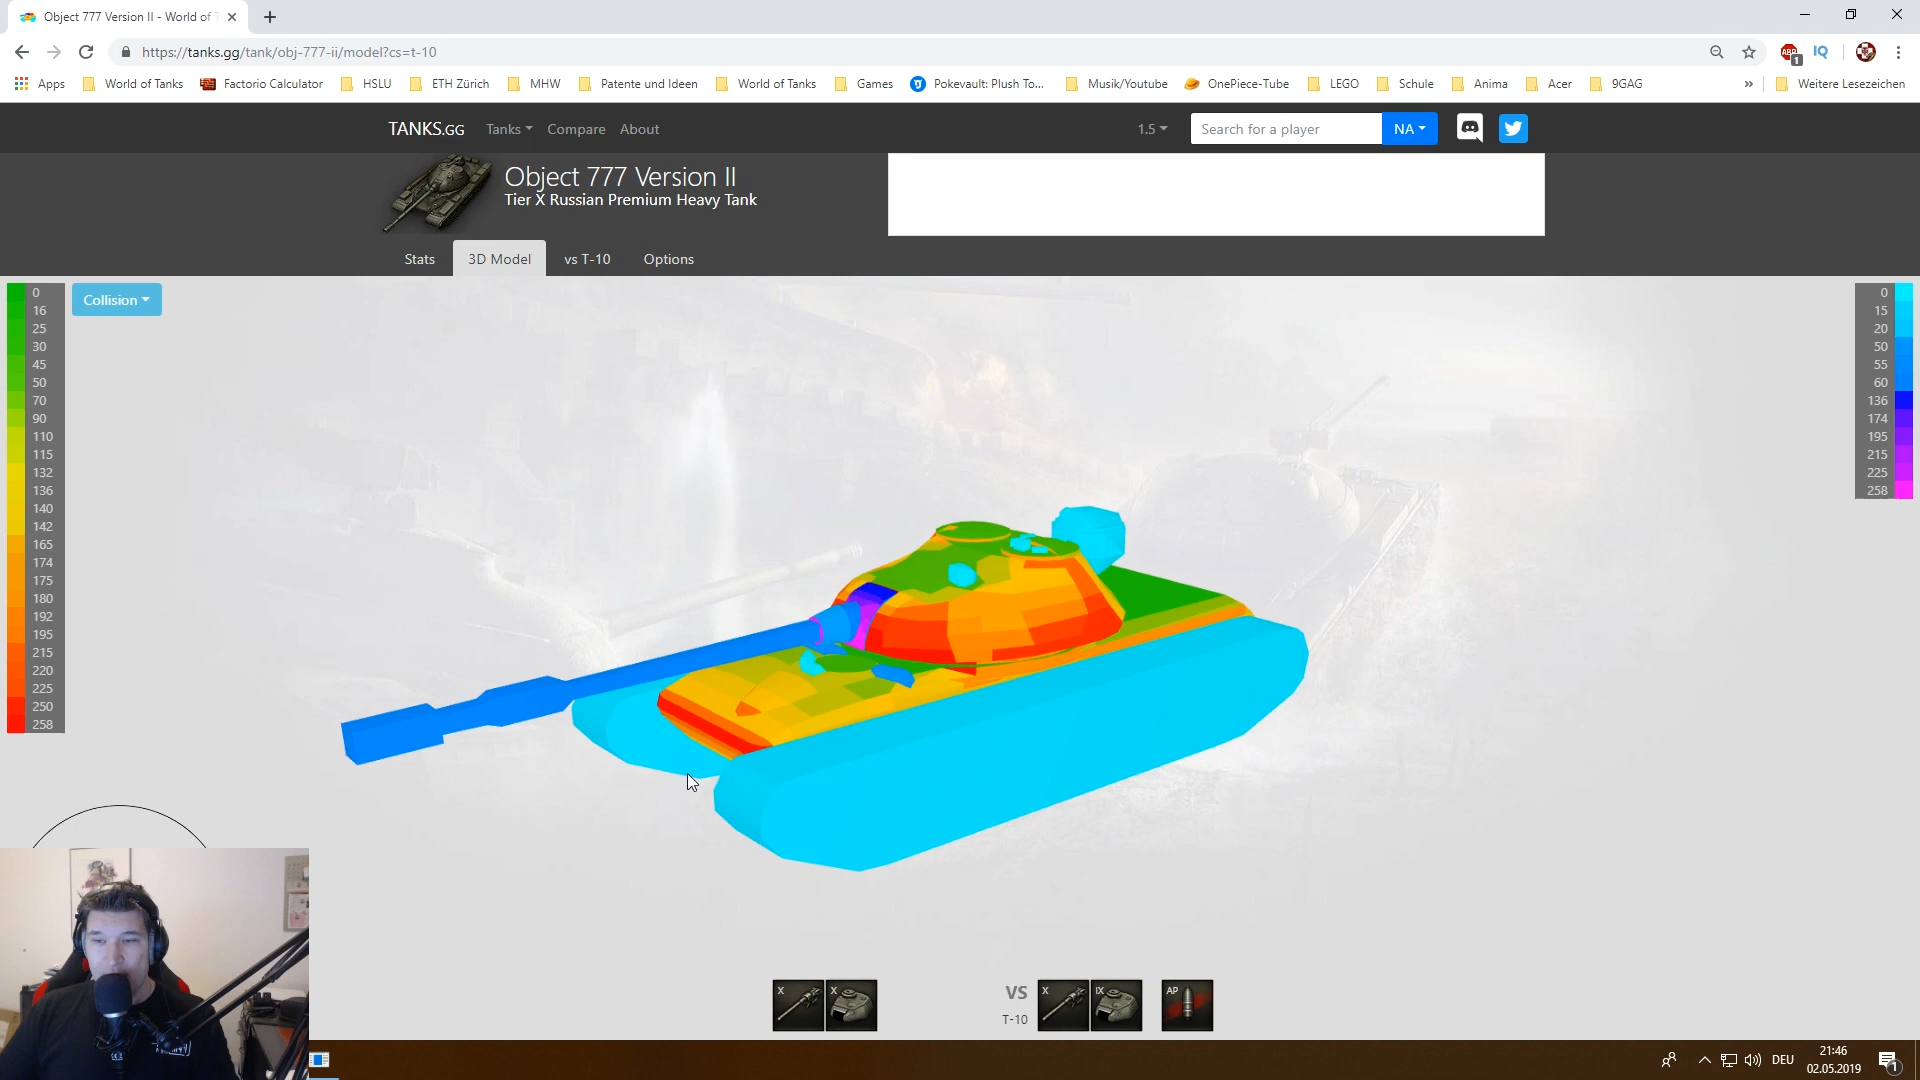 Object 777 Version II - World of T
https://tanks.gg/tank/obj-777-ii/model?cs=t-10
ABP
1
IQ
Apps
World of Tanks
Factorio Calculator
HSLU
ETH Zürich
MHW
Patente und Ideen
World of Tanks
Games
Pokevault: Plush To...
Musik/Youtube
OnePiece-Tube
LEGO
Schule
Anima
Acer
9GAG
»
Weitere Lesezeichen
TANKS.GG
Tanks
Compare
About
1.5
Search for a player
NA
Object 777 Version II
Tier X Russian Premium Heavy Tank
Stats
3D Model
vs T-10
Options
Collision
0
16
25
30
45
50
70
90
110
115
132
136
140
142
165
174
175
180
192
195
215
220
225
250
258
0
15
20
50
55
60
136
174
195
215
225
258
X
X
VS
T-10
X
IX
AP
DEU
21:46
02.05.2019
1